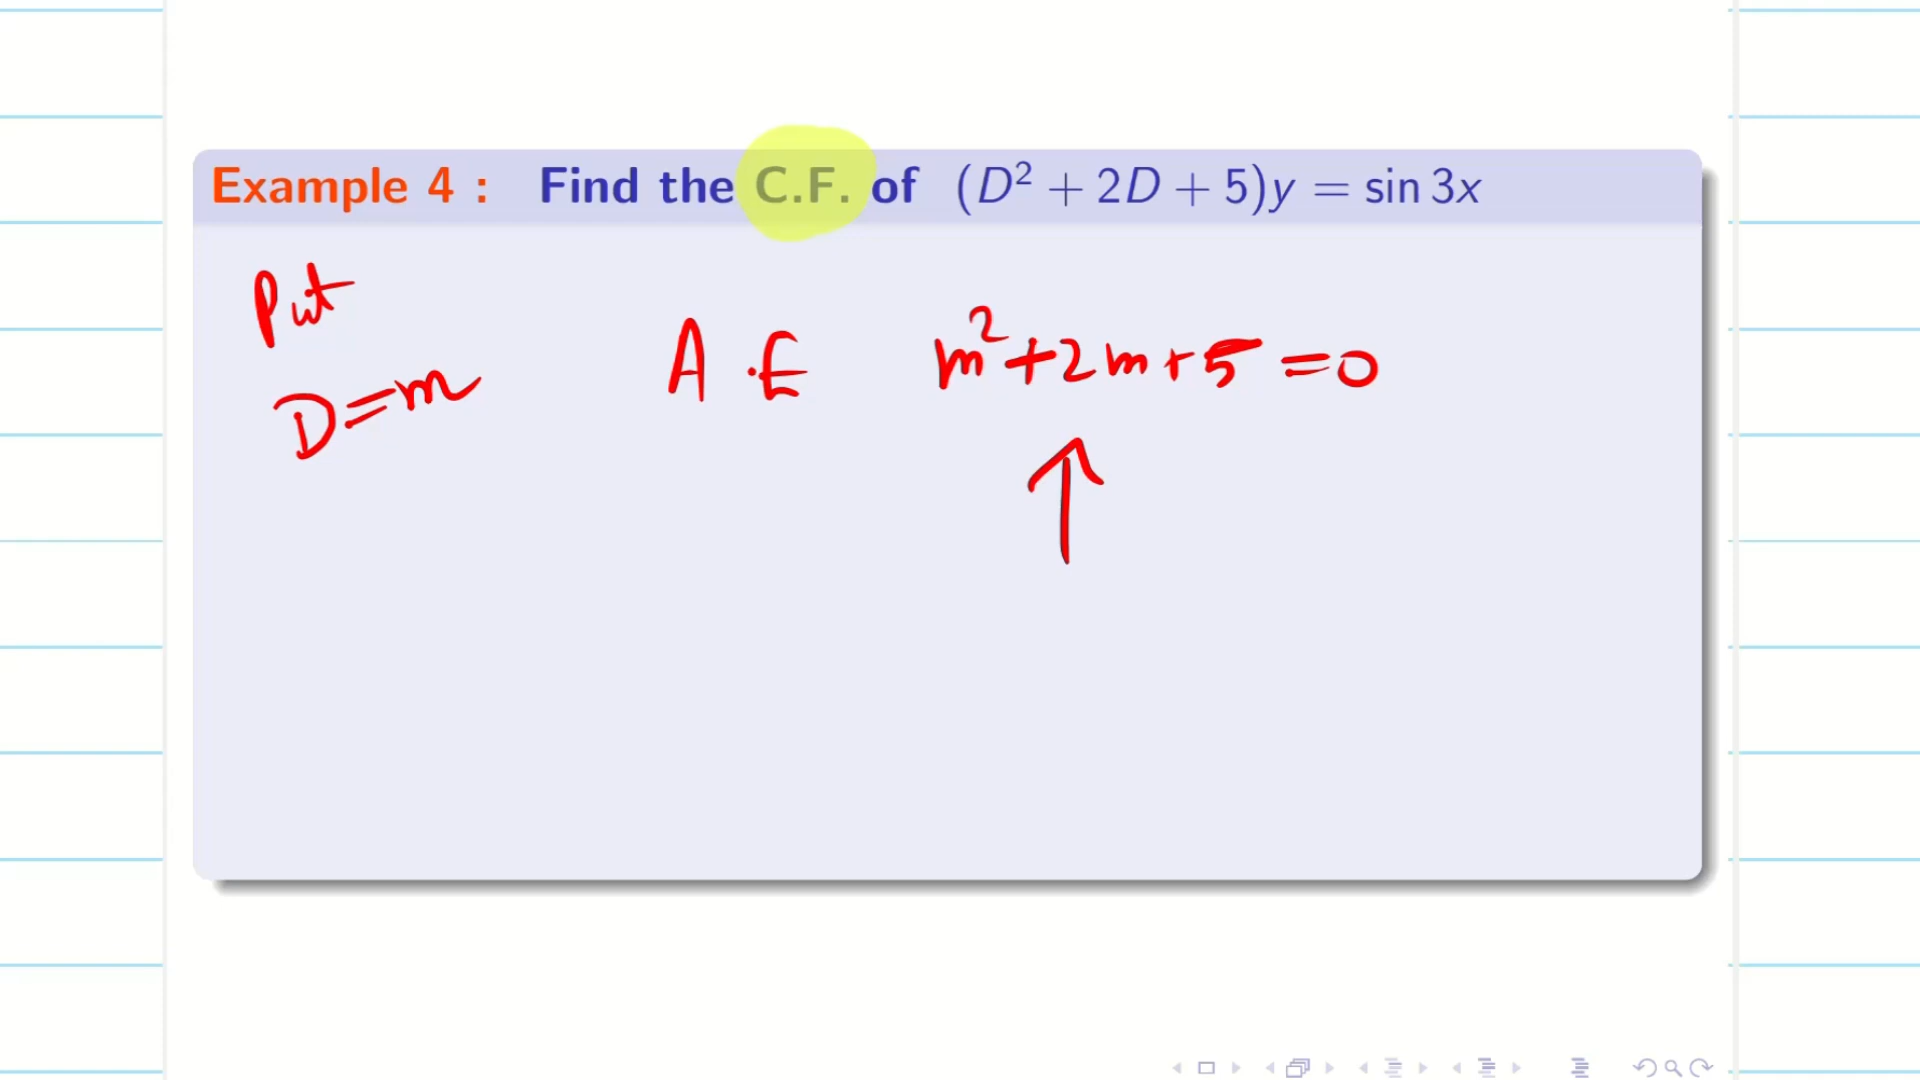 Example 4 : Find the C.F. of (D² + 2D + 5)y = sin 3x
Put
D=m
A.E m²+2m+5=0